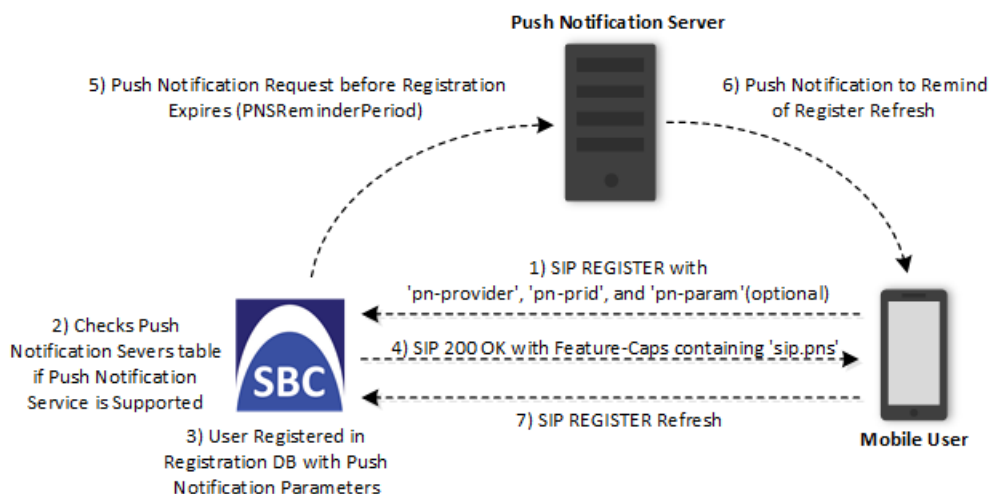 Push Notification Server
5) Push Notification Request before Registration
Expires (PNSReminderPeriod)
6) Push Notification to Remind
of Register Refresh
1) SIP REGISTER with
'pn-provider', 'pn-prid', and 'pn-param'(optional)
2) Checks Push
Notification Severs table
if Push Notification
Service is Supported
SBC
4) SIP 200 OK with Feature-Caps containing 'sip.pns'
7) SIP REGISTER Refresh
Mobile User
3) User Registered in
Registration DB with Push
Notification Parameters